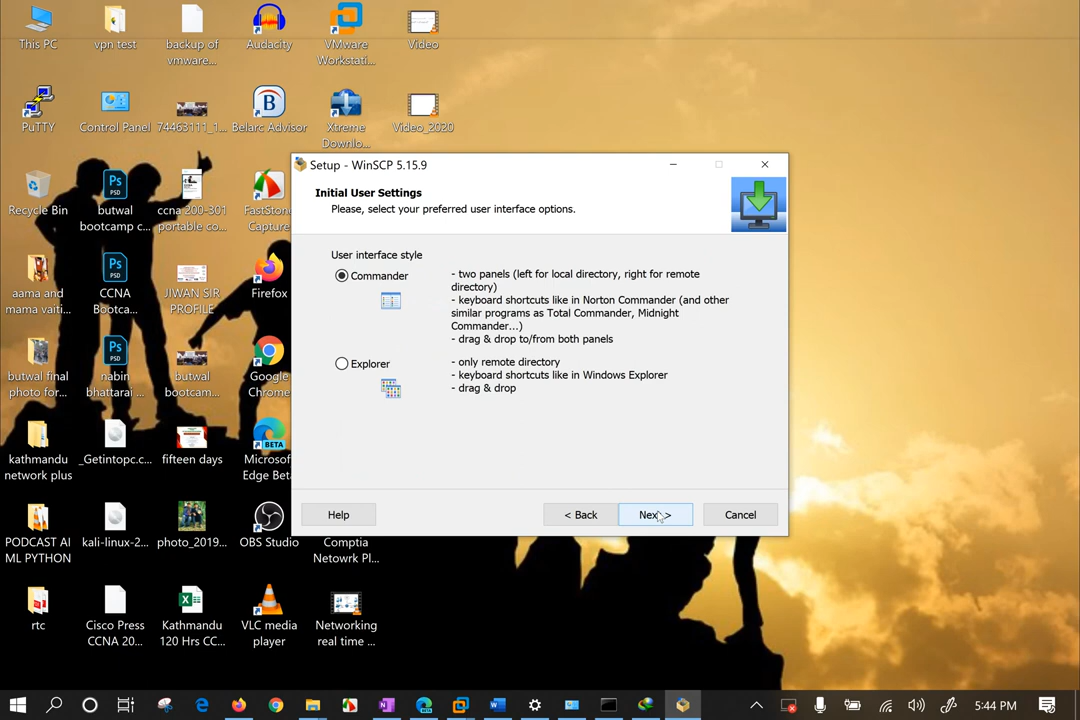 This PC
vpn test
backup of
vmware...
Audacity
VMware
Workstati...
Video
PuTTY
Control Panel
74463111_1...
Belarc Advisor
Xtreme
Downlo...
Video_2020
Recycle Bin
butwal
bootcamp c...
ccna 200-301
portable co...
FastStone
Capture
aama and
mama vaiti...
CCNA
Bootca...
JIWAN SIR
PROFILE
Firefox
butwal final
photo for...
nabin
bhattarai ...
butwal
bootcam...
Google
Chrome
kathmandu
network plus
_Getintopc.c...
fifteen days
Microsof
Edge Beta
PODCAST AI
ML PYTHON
kali-linux-2...
photo_2019...
OBS Studio
Comptia
Netowrk Pl...
rtc
Cisco Press
CCNA 20...
Kathmandu
120 Hrs CC...
VLC media
player
Networking
real time ...
Setup - WinSCP 5.15.9
Initial User Settings
Please, select your preferred user interface options.
User interface style
Commander
- two panels (left for local directory, right for remote
directory)
- keyboard shortcuts like in Norton Commander (and other
similar programs as Total Commander, Midnight
Commander...)
- drag & drop to/from both panels
Explorer
- only remote directory
- keyboard shortcuts like in Windows Explorer
- drag & drop
Help
< Back
Next >
Cancel
5:44 PM